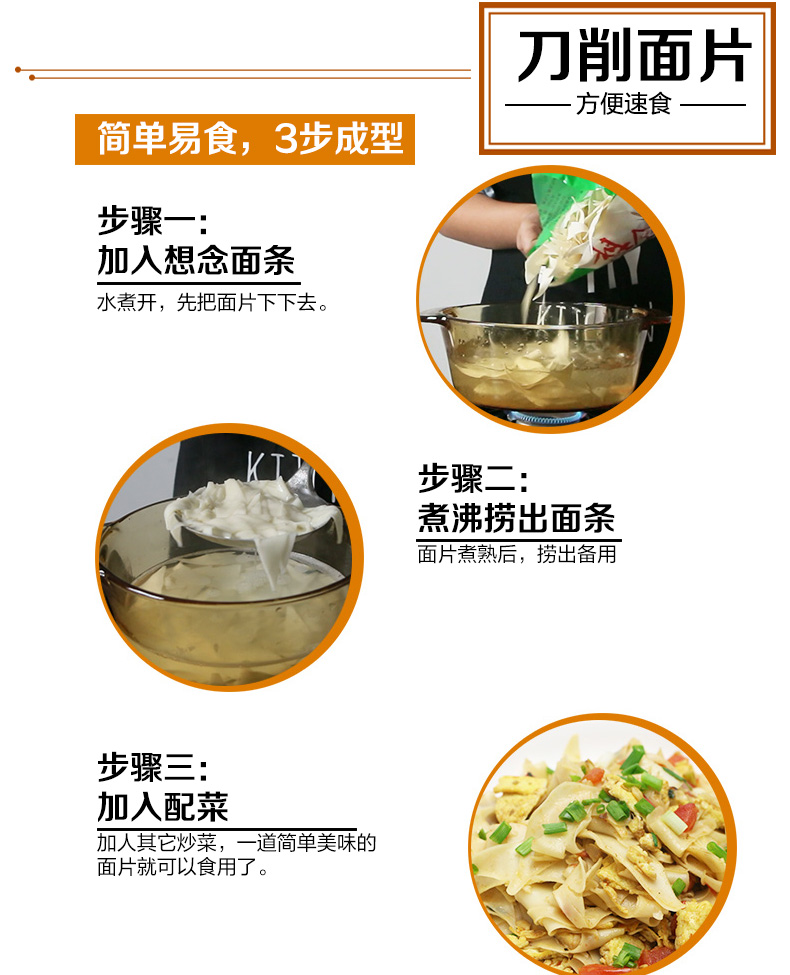 刀削面片
方便速食
简单易食，3步成型
步骤一：
加入想念面条
水煮开，先把面片下下去。
步骤二：
煮沸捞出面条
面片煮熟后，捞出备用
步骤三：
加入配菜
加人其它炒菜，一道简单美味的
面片就可以食用了。